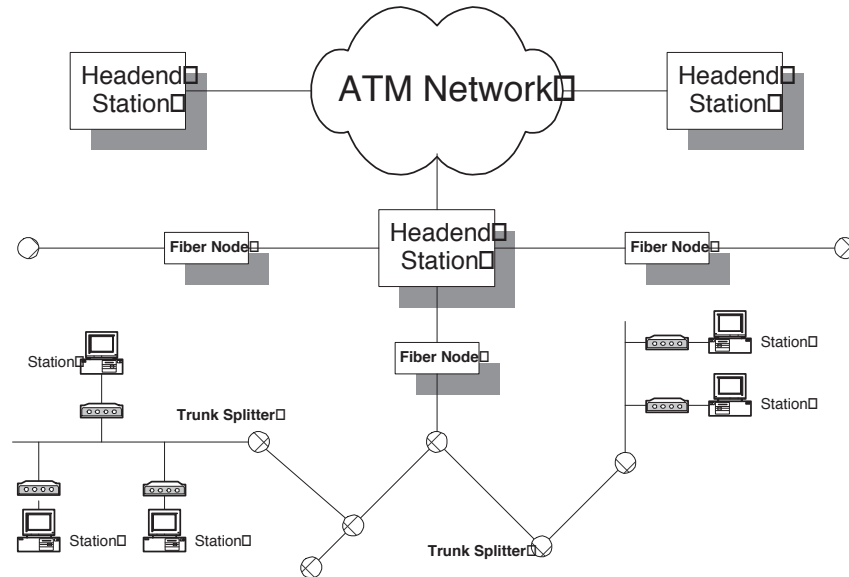 Headend
Station
ATM Network
Headend
Station
Fiber Node
Headend
Station
Fiber Node
Fiber Node
Station
Station
Station
Trunk Splitter
Station
Station
Trunk Splitter